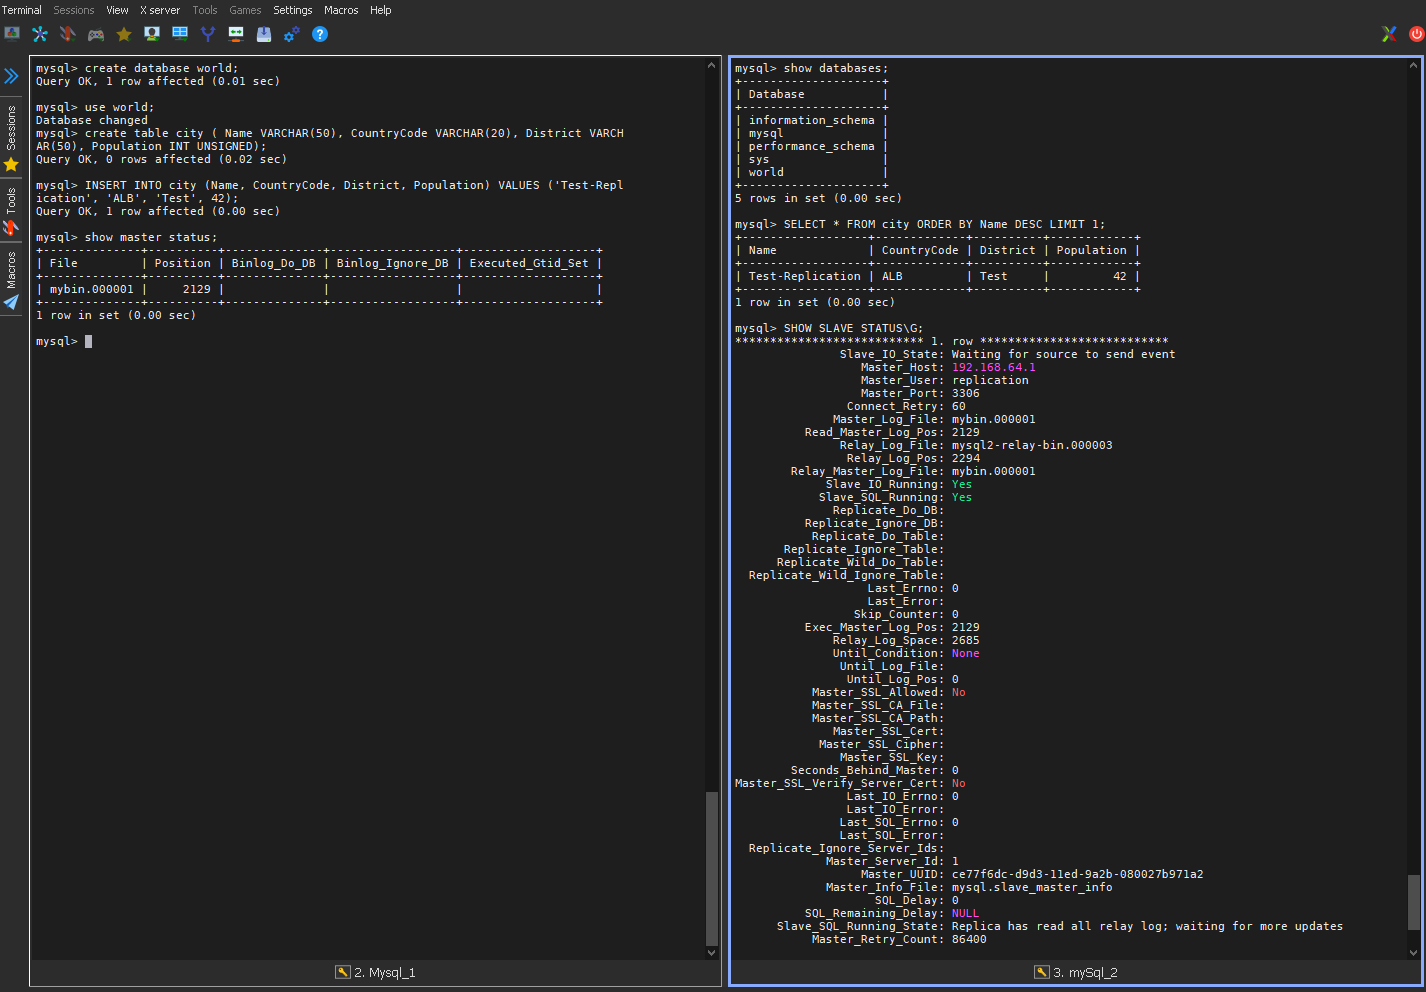 Terminal Sessions View X server Tools Games Settings Macros Help
Sessions
Tools
Macros
mysql> create database world;
Query OK, 1 row affected (0.01 sec)
mysql> use world;
Database changed
mysql> create table city ( Name VARCHAR(50), CountryCode VARCHAR(20), District VARCH
AR(50), Population INT UNSIGNED);
Query OK, 0 rows affected (0.02 sec)
mysql> INSERT INTO city (Name, CountryCode, District, Population) VALUES ('Test-Repl
ication', 'ALB', 'Test', 42);
Query OK, 1 row affected (0.00 sec)
mysql> show master status;
+---------------+----------+--------------+------------------+-------------------+
| File          | Position | Binlog_Do_DB | Binlog_Ignore_DB | Executed_Gtid_Set |
+---------------+----------+--------------+------------------+-------------------+
| mybin.000001 |     2129 |              |                  |                   |
+---------------+----------+--------------+------------------+-------------------+
1 row in set (0.00 sec)
mysql>
2. Mysql_1
mysql> show databases;
+--------------------+
| Database           |
+--------------------+
| information_schema |
| mysql              |
| performance_schema |
| sys                |
| world              |
+--------------------+
5 rows in set (0.00 sec)
mysql> SELECT * FROM city ORDER BY Name DESC LIMIT 1;
+------------------+-------------+----------+------------+
| Name             | CountryCode | District | Population |
+------------------+-------------+----------+------------+
| Test-Replication | ALB         | Test     |         42 |
+------------------+-------------+----------+------------+
1 row in set (0.00 sec)
mysql> SHOW SLAVE STATUS\G;
*************************** 1. row ***************************
Slave_IO_State: Waiting for source to send event
Master_Host: 192.168.64.1
Master_User: replication
Master_Port: 3306
Connect_Retry: 60
Master_Log_File: mybin.000001
Read_Master_Log_Pos: 2129
Relay_Log_File: mysql2-relay-bin.000003
Relay_Log_Pos: 2294
Relay_Master_Log_File: mybin.000001
Slave_IO_Running: Yes
Slave_SQL_Running: Yes
Replicate_Do_DB:
Replicate_Ignore_DB:
Replicate_Do_Table:
Replicate_Ignore_Table:
Replicate_Wild_Do_Table:
Replicate_Wild_Ignore_Table:
Last_Errno: 0
Last_Error:
Skip_Counter: 0
Exec_Master_Log_Pos: 2129
Relay_Log_Space: 2685
Until_Condition: None
Until_Log_File:
Until_Log_Pos: 0
Master_SSL_Allowed: No
Master_SSL_CA_File:
Master_SSL_CA_Path:
Master_SSL_Cert:
Master_SSL_Cipher:
Master_SSL_Key:
Seconds_Behind_Master: 0
Master_SSL_Verify_Server_Cert: No
Last_IO_Errno: 0
Last_IO_Error:
Last_SQL_Errno: 0
Last_SQL_Error:
Replicate_Ignore_Server_Ids:
Master_Server_Id: 1
Master_UUID: ce77f6dc-d9d3-11ed-9a2b-080027b971a2
Master_Info_File: mysql.slave_master_info
SQL_Delay: 0
SQL_Remaining_Delay: NULL
Slave_SQL_Running_State: Replica has read all relay log; waiting for more updates
Master_Retry_Count: 86400
3. mySql_2